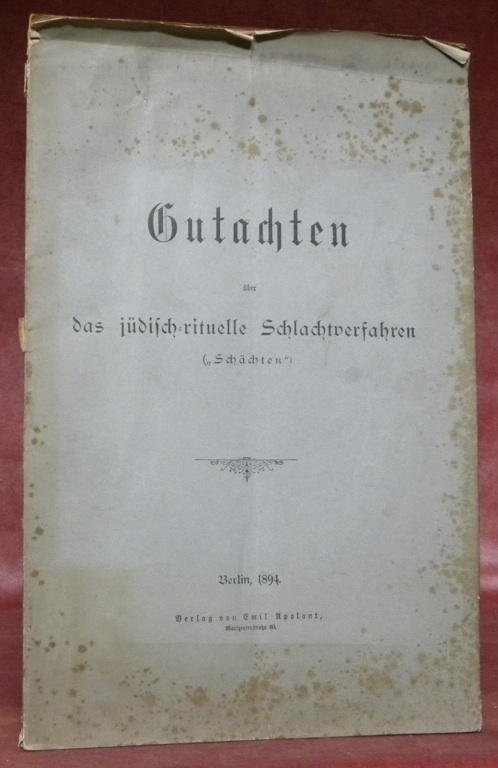 Gutachten
über
das jüdisch-rituelle Schlachtverfahren
(„Schächten“)
Berlin, 1894.
Verlag von Emil Apolant,